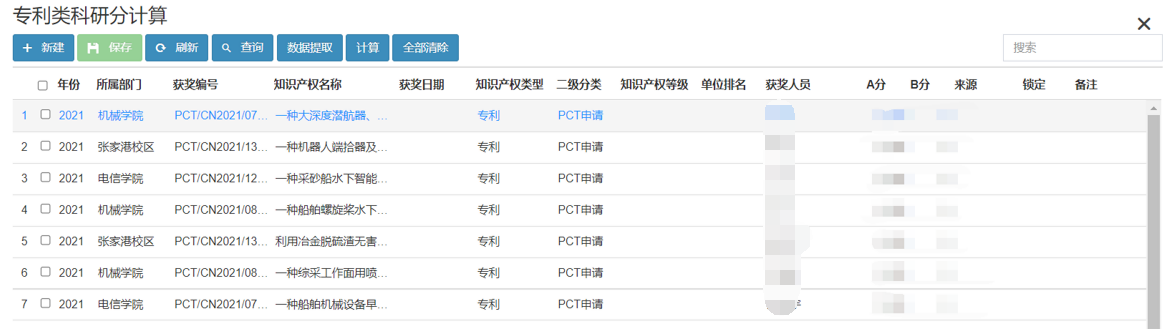 专利类科研分计算
新建 保存 刷新 查询 数据提取 计算 全部清除 搜索
年份 所属部门 获奖编号 知识产权名称 获奖日期 知识产权类型 二级分类 知识产权等级 单位排名 获奖人员 A分 B分 来源 锁定 备注
1 2021 机械学院 PCT/CN2021/07... 一种大深度潜航器、... 专利 PCT申请
2 2021 张家港校区 PCT/CN2021/13... 一种机器人端拾器及... 专利 PCT申请
3 2021 电信学院 PCT/CN2021/12... 一种采砂船水下智能... 专利 PCT申请
4 2021 机械学院 PCT/CN2021/08... 一种船舶螺旋桨水下... 专利 PCT申请
5 2021 张家港校区 PCT/CN2021/13... 利用冶金脱硫渣无害... 专利 PCT申请
6 2021 机械学院 PCT/CN2021/08... 一种综采工作面用喷... 专利 PCT申请
7 2021 电信学院 PCT/CN2021/07... 一种船舶机械设备早... 专利 PCT申请